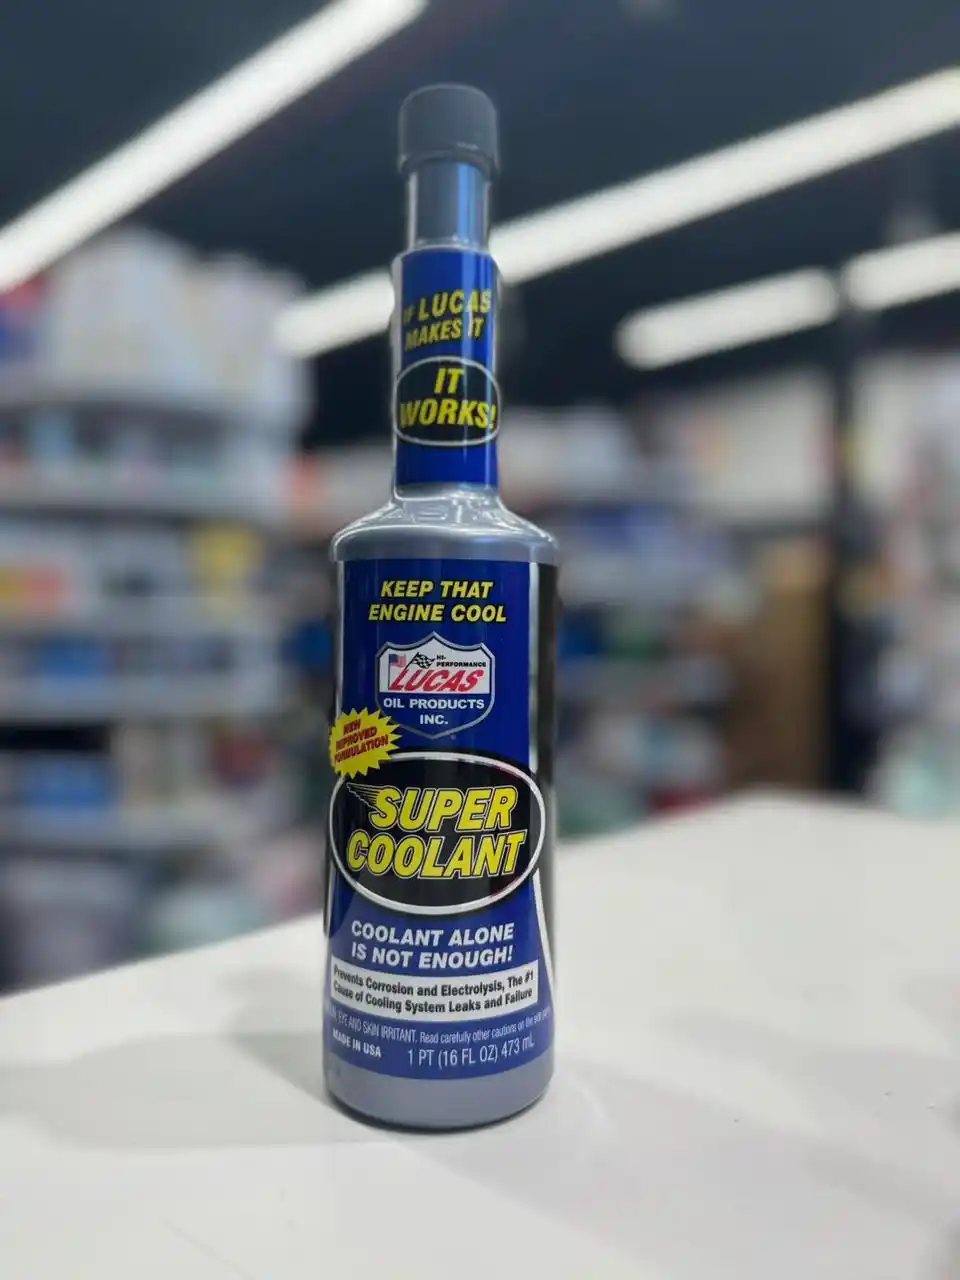 IF LUCAS
MAKES IT
IT
WORKS!
KEEP THAT
ENGINE COOL
HI-
PERFORMANCE
LUCAS
OIL PRODUCTS
INC.
NEW
IMPROVED
FORMULATION
SUPER
COOLANT
COOLANT ALONE
IS NOT ENOUGH!
Prevents Corrosion and Electrolysis, The #1
Cause of Cooling System Leaks and Failure
EYE AND SKIN IRRITANT. Read carefully other cautions on the
MADE IN USA
1 PT (16 FL OZ) 473 mL